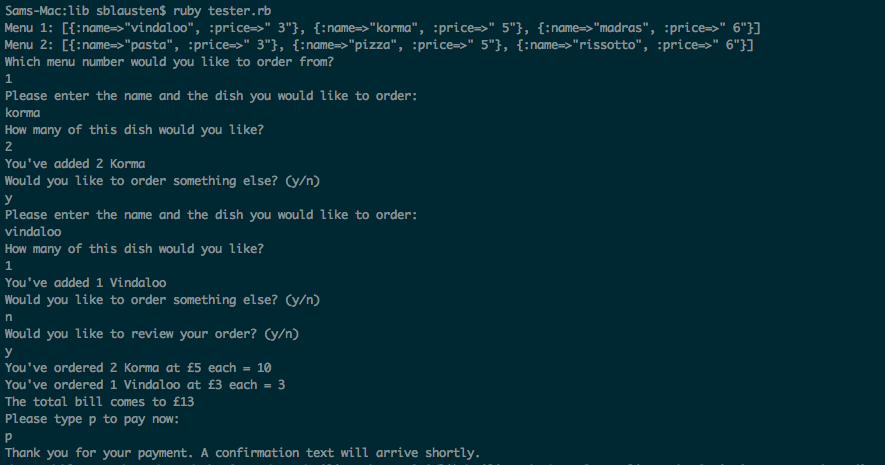 Sams-Mac:lib sblausten$ ruby tester.rb
Menu 1: [{:name=>"vindaloo", :price=>" 3"}, {:name=>"korma", :price=>" 5"}, {:name=>"madras", :price=>" 6"}]
Menu 2: [{:name=>"pasta", :price=>" 3"}, {:name=>"pizza", :price=>" 5"}, {:name=>"rissotto", :price=>" 6"}]
Which menu number would you like to order from?
1
Please enter the name and the dish you would like to order:
korma
How many of this dish would you like?
2
You've added 2 Korma
Would you like to order something else? (y/n)
y
Please enter the name and the dish you would like to order:
vindaloo
How many of this dish would you like?
1
You've added 1 Vindaloo
Would you like to order something else? (y/n)
n
Would you like to review your order? (y/n)
y
You've ordered 2 Korma at £5 each = 10
You've ordered 1 Vindaloo at £3 each = 3
The total bill comes to £13
Please type p to pay now:
p
Thank you for your payment. A confirmation text will arrive shortly.